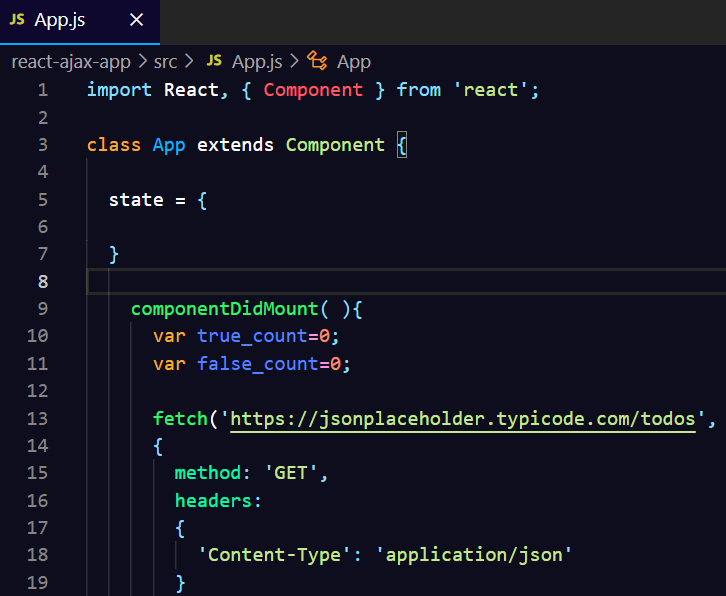 JS App.js ×
react-ajax-app > src > JS App.js > App
1 import React, { Component } from 'react';
2
3 class App extends Component {
4
5 state = {
6
7 }
8
9 componentDidMount( ){
10 var true_count=0;
11 var false_count=0;
12
13 fetch('https://jsonplaceholder.typicode.com/todos',
14 {
15 method: 'GET',
16 headers:
17 {
18 'Content-Type': 'application/json'
19 }